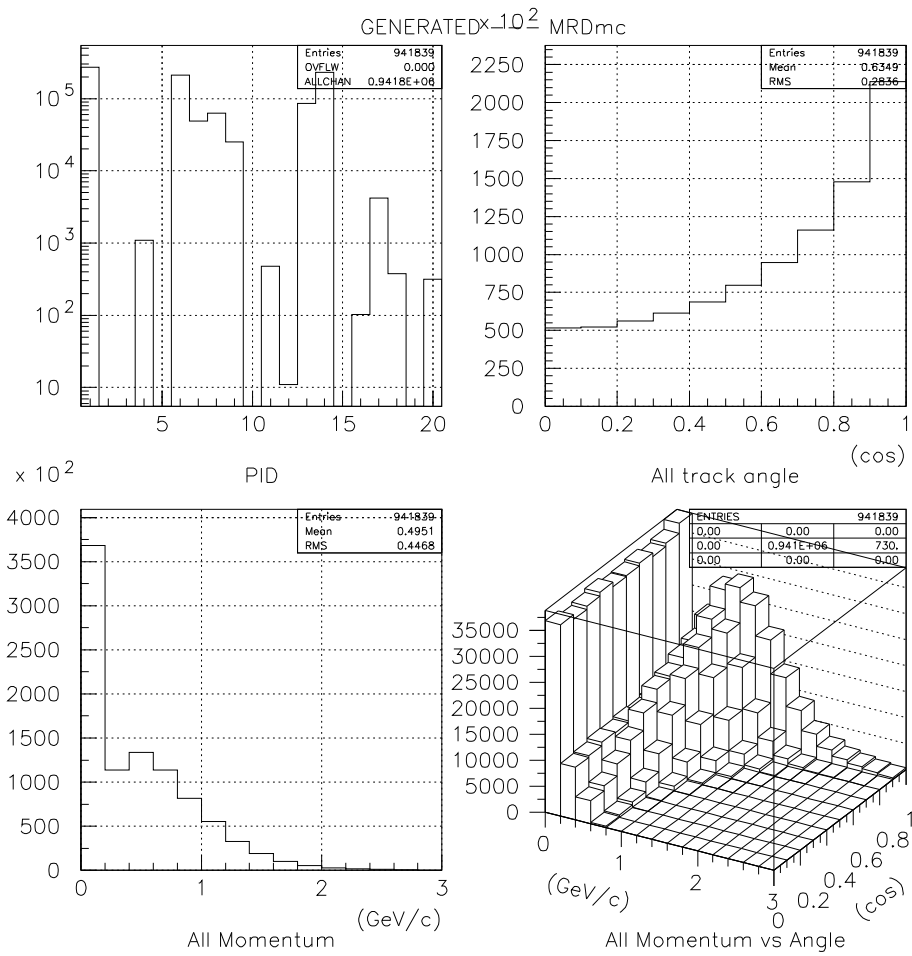 GENERATED × 10 2 MRDmc
Entries 941839
OVFLW 0.000
ALLCHAN 0.9418E+06
10 5
10 4
10 3
10 2
10
5 10 15 20
PID
Entries 941839
Mean 0.6349
RMS 0.2836
2250
2000
1750
1500
1250
1000
750
500
250
0
0 0.2 0.4 0.6 0.8 1
(cos)
All track angle
x 10 2
Entries 941839
Mean 0.4951
RMS 0.4468
4000
3500
3000
2500
2000
1500
1000
500
0
0 1 2 3
(GeV/c)
All Momentum
ENTRIES 941839
0.00 0.00 0.00
0.00 0.941E+06 730.
0.00 0.00 0.00
35000
30000
25000
20000
15000
10000
5000
0
0 1 2 3
(GeV/c)
0 0.2 0.4 0.6 0.8 1
(cos)
All Momentum vs Angle